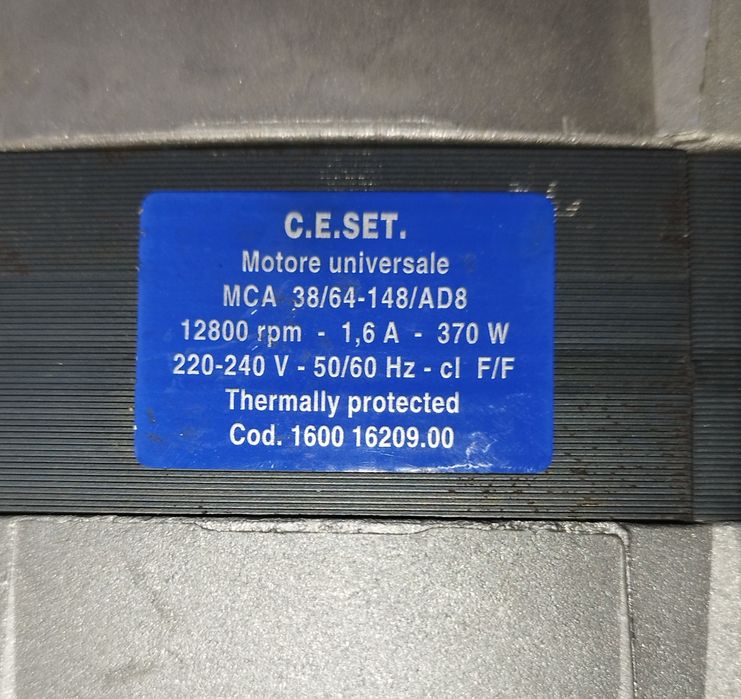 C.E.SET.
Motore universale
MCA 38/64-148/AD8
12800 rpm - 1,6 A - 370 W
220-240 V - 50/60 Hz - cl F/F
Thermally protected
Cod. 1600 16209.00